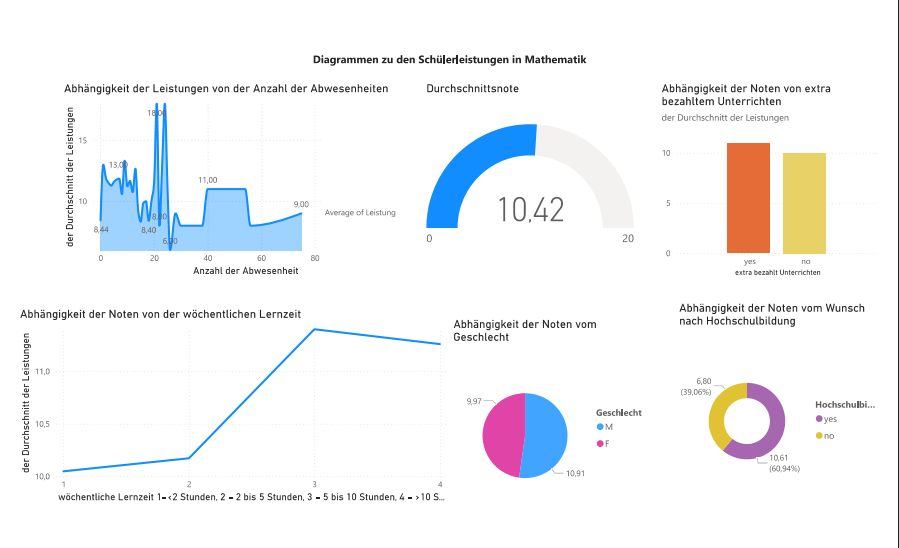 Diagrammen zu den Schülerleistungen in Mathematik
Abhängigkeit der Leistungen von der Anzahl der Abwesenheiten
der Durchschnitt der Leistungen
15
10
18,00
13,00
8,44
8,40
8,00
6,00
11,00
9,00
0
20
40
60
80
Anzahl der Abwesenheit
Average of Leistung
Durchschnittsnote
10,42
0
20
Abhängigkeit der Noten von extra
bezahltem Unterrichten
der Durchschnitt der Leistungen
10
5
0
yes
no
extra bezahlt Unterrichten
Abhängigkeit der Noten von der wöchentlichen Lernzeit
der Durchschnitt der Leistungen
11,0
10,5
10,0
1
2
3
4
wöchentliche Lernzeit 1-<2 Stunden, 2 - 2 bis 5 Stunden, 3 - 5 bis 10 Stunden, 4 - >10 S...
Abhängigkeit der Noten vom
Geschlecht
9,97
10,91
Geschlecht
M
F
Abhängigkeit der Noten vom Wunsch
nach Hochschulbildung
6,80
(39,06%)
10,61
(60,94%)
Hochschulbi...
yes
no